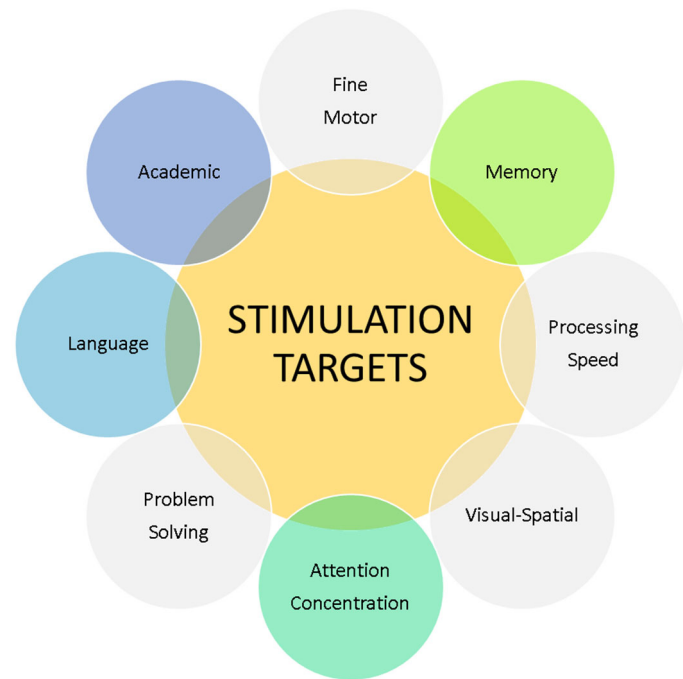 Fine
Motor
Academic
Memory
Language
STIMULATION
TARGETS
Processing
Speed
Problem
Solving
Visual-Spatial
Attention
Concentration